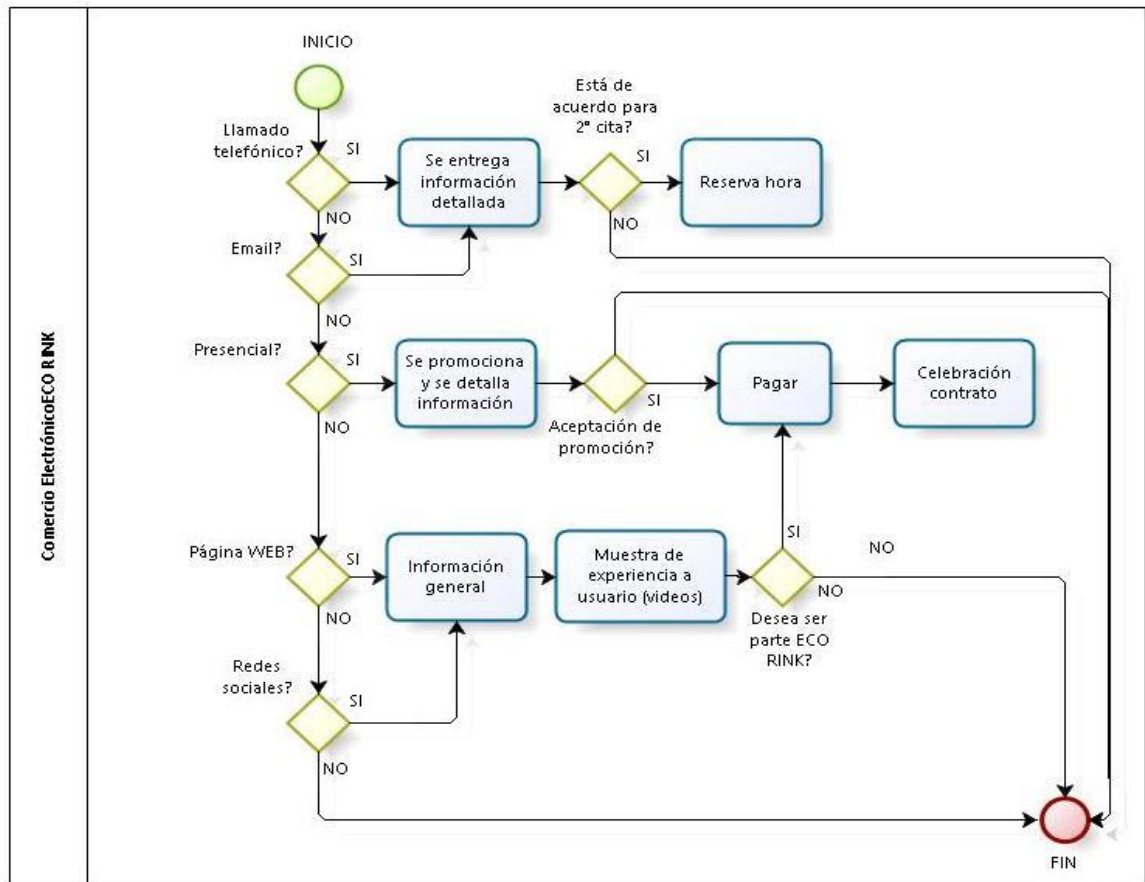 Comercio ElectrónicoECO RINK
INICIO
Llamado
telefónico?
SI
NO
Se entrega
información
detallada
Está de
acuerdo para
2ª cita?
SI
NO
Reserva hora
Email?
SI
NO
Presencial?
SI
NO
Se promociona
y se detalla
información
Aceptación de
promoción?
SI
Pagar
Celebración
contrato
Página WEB?
SI
NO
Información
general
Muestra de
experiencia a
usuario (videos)
SI
NO
NO
Desea ser
parte ECO
RINK?
Redes
sociales?
SI
NO
FIN